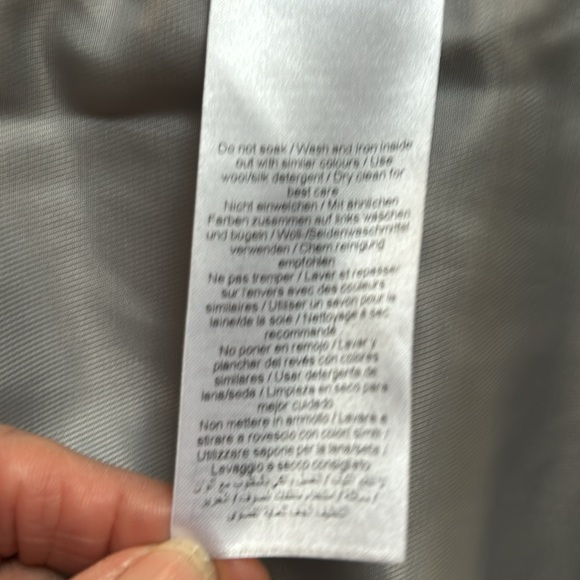 Do not soak / Wash and iron inside
out with similar colours / Use
wool/silk detergent / Dry clean for
best care
Nicht einweichen / Mit ähnlichen
Farben zusammen auf links waschen
und bügeln / Woll-/Seidenwaschmittel
verwenden / Chem.reinigung
empfohlen
Ne pas tremper / Laver et repasser
sur l'envers avec des couleurs
similaires / Utiliser un savon pour la
laine/de la soie / Nettoyage à sec
recommandé
No poner en remojo / Lavar y
planchar del revés con colores
similares / Usar detergente de
lana/seda / Limpieza en seco para
mejor cuidado
Non mettere in ammollo / Lavare e
stirare a rovescio con colori simili /
Utilizzare sapone per la lana/seta /
Lavaggio a secco consigliato